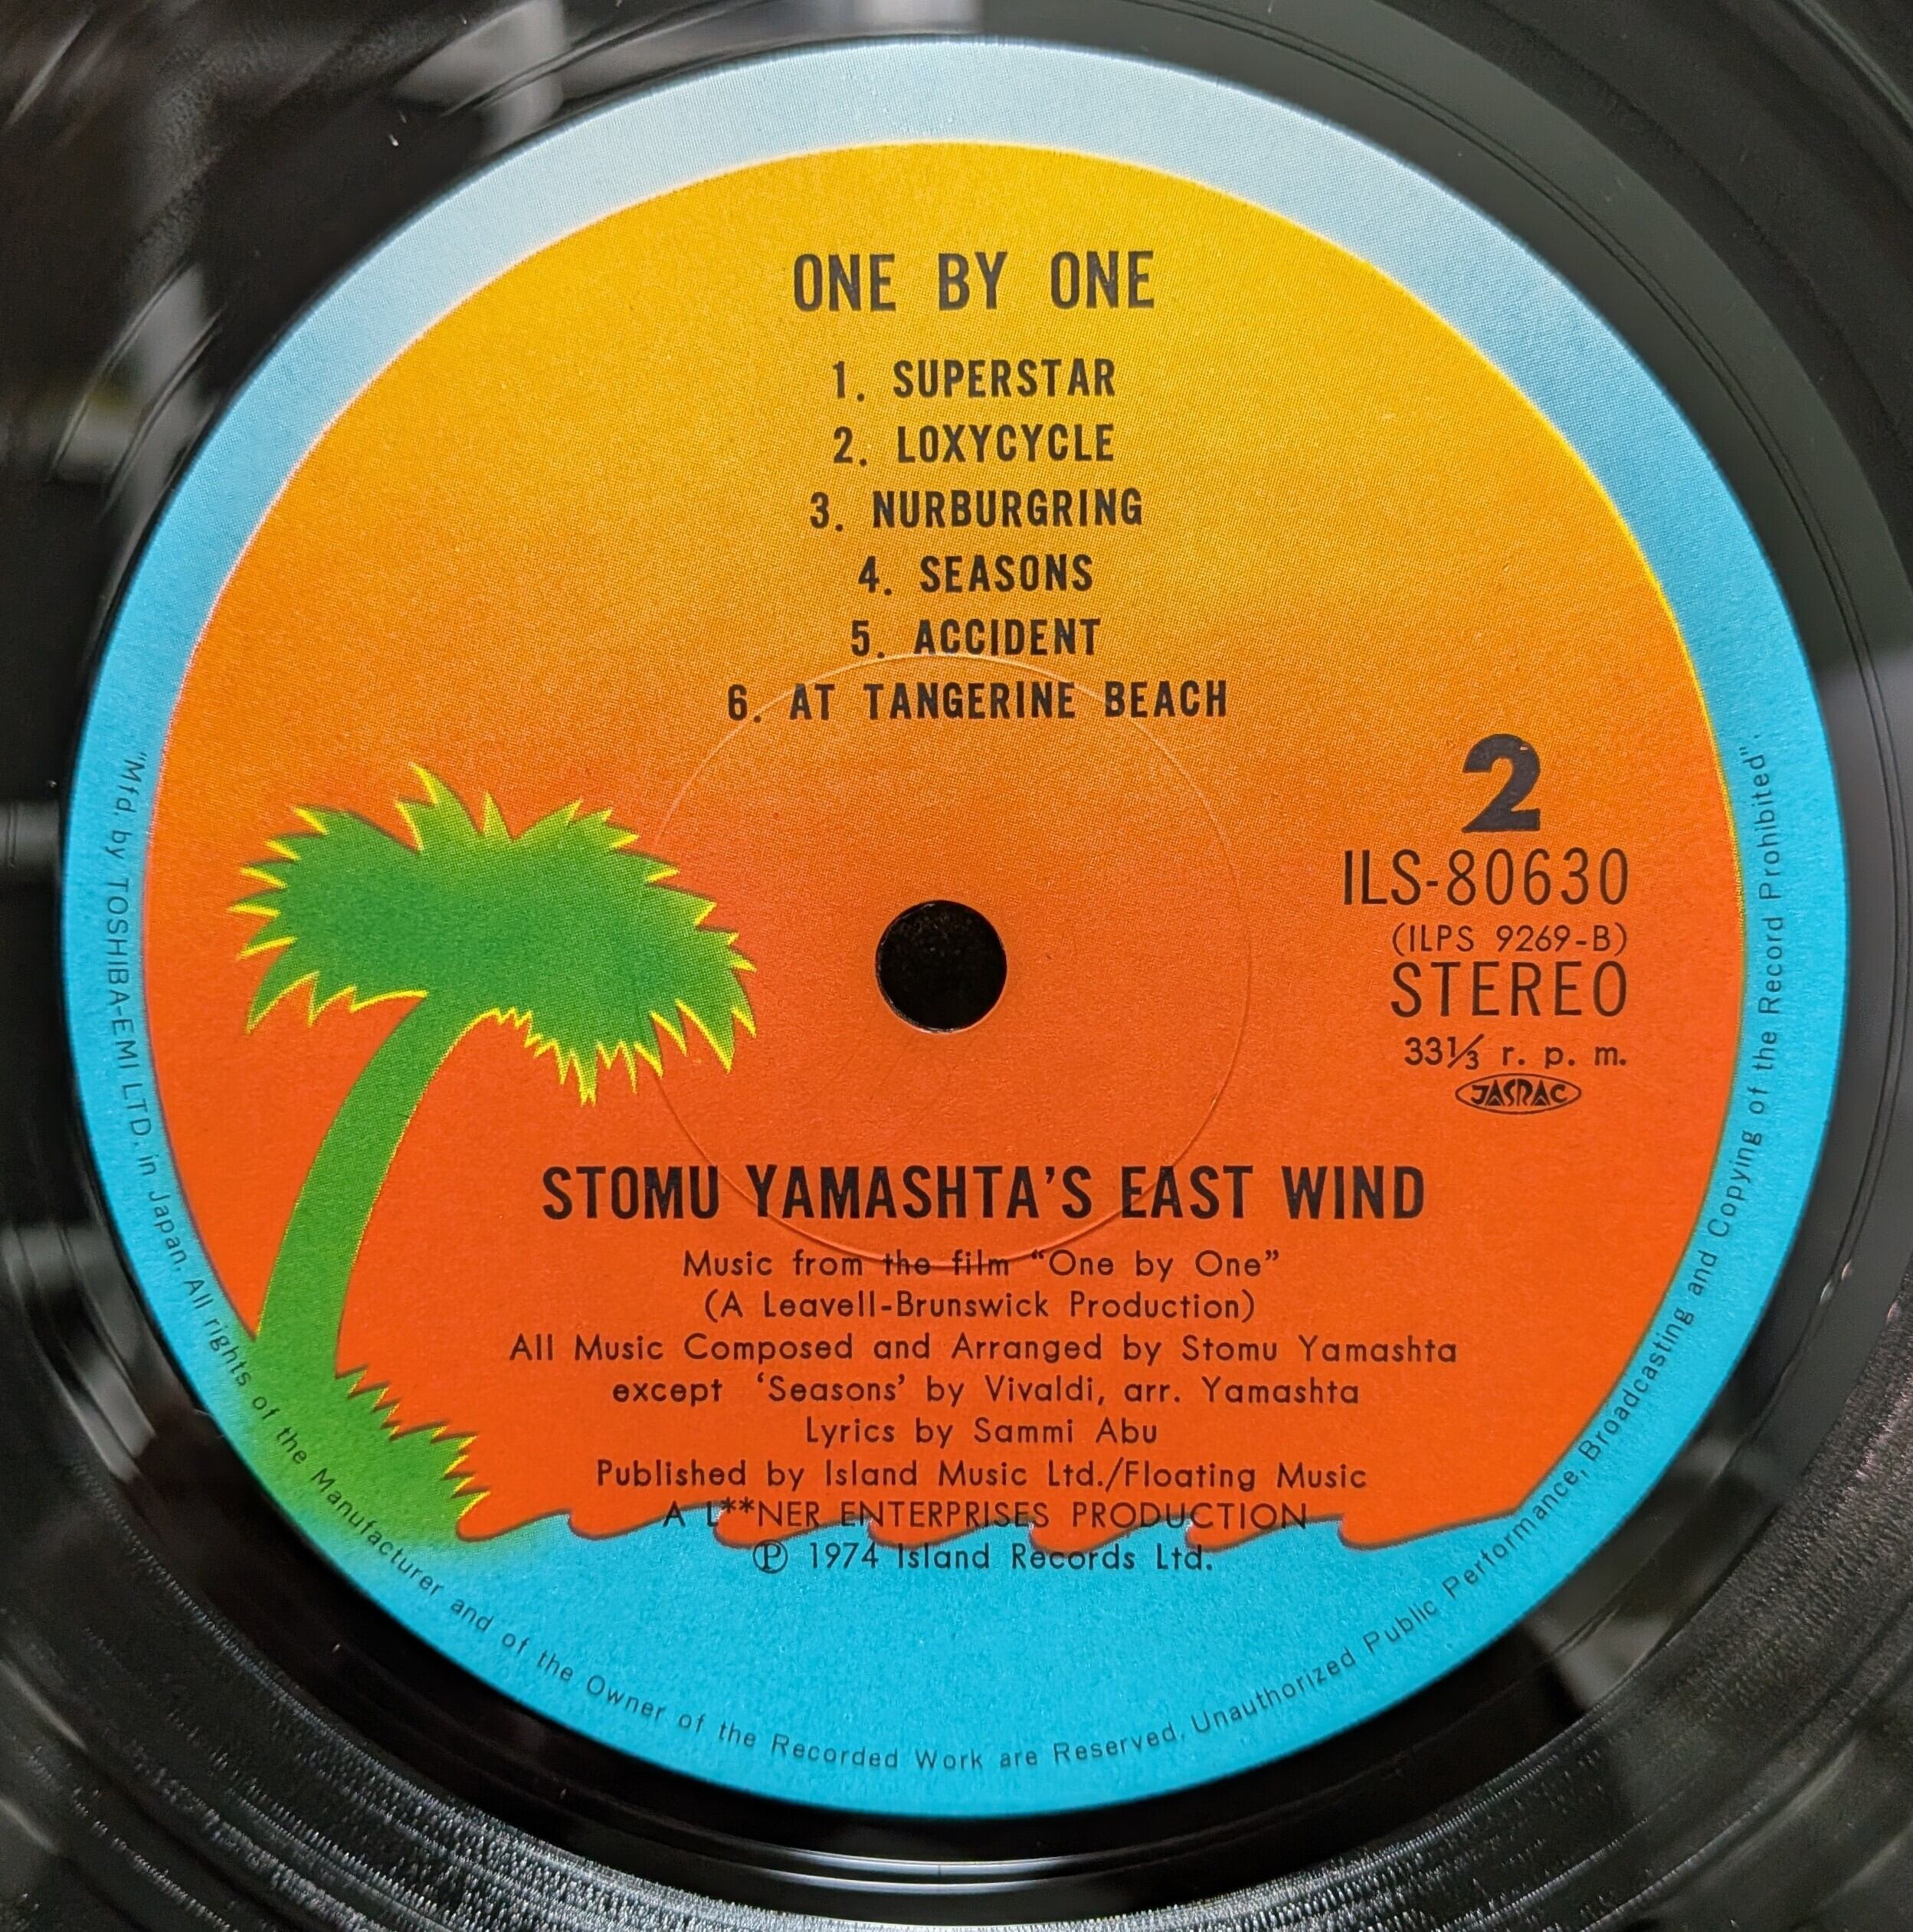 ONE BY ONE
1. SUPERSTAR
2. LOXYCYCLE
3. NURBURGRING
4. SEASONS
5. ACCIDENT
6. AT TANGERINE BEACH
2
ILS-80630
(ILPS 9269-B)
STEREO
33⅓ r. p. m.
JASRAC
STOMU YAMASHTA'S EAST WIND
Music from the film “One by One”
(A Leavell-Brunswick Production)
All Music Composed and Arranged by Stomu Yamashta
except ‘Seasons’ by Vivaldi, arr. Yamashta
Lyrics by Sammi Abu
Published by Island Music Ltd./Floating Music
A L**NER ENTERPRISES PRODUCTION
Ⓟ 1974 Island Records Ltd.
"Mfd. by TOSHIBA-EMI LTD. in Japan. All rights of the Manufacturer and of the Owner of the Recorded Work are Reserved. Unauthorized Public Performance, Broadcasting and Copying of the Record Prohibited".